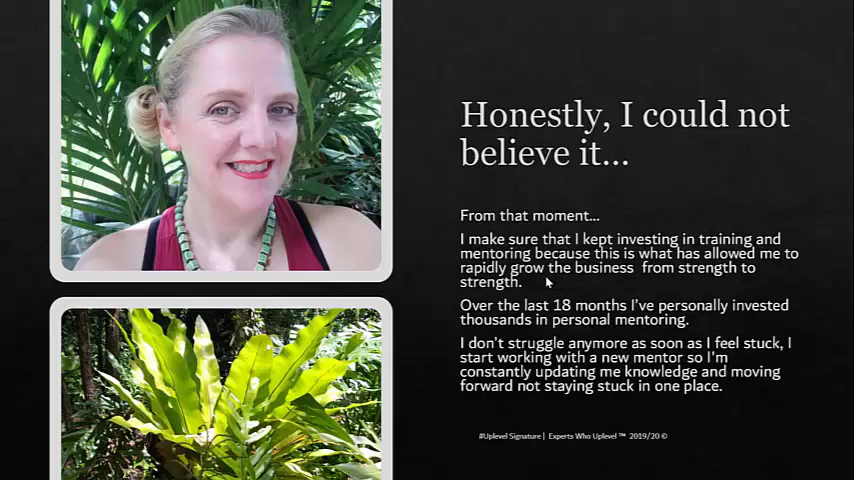 Honestly, I could not
believe it...
From that moment...
I make sure that I kept investing in training and
mentoring because this is what has allowed me to
rapidly grow the business  from strength to
strength.
Over the last 18 months I've personally invested
thousands in personal mentoring.
I don't struggle anymore as soon as I feel stuck, I
start working with a new mentor so I'm
constantly updating me knowledge and moving
forward not staying stuck in one place.
#Uplevel Signature | Experts Who Uplevel ™ 2019/20 ©